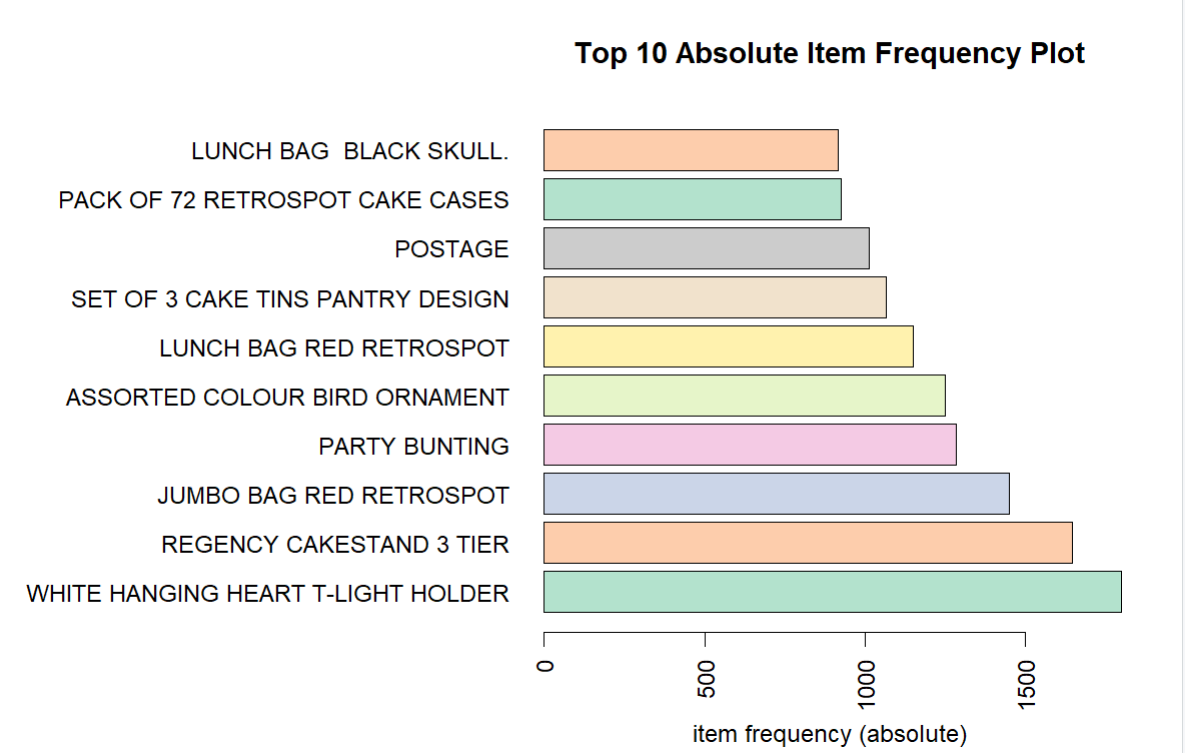 Top 10 Absolute Item Frequency Plot
LUNCH BAG  BLACK SKULL.
PACK OF 72 RETROSPOT CAKE CASES
POSTAGE
SET OF 3 CAKE TINS PANTRY DESIGN
LUNCH BAG RED RETROSPOT
ASSORTED COLOUR BIRD ORNAMENT
PARTY BUNTING
JUMBO BAG RED RETROSPOT
REGENCY CAKESTAND 3 TIER
WHITE HANGING HEART T-LIGHT HOLDER
0
500
1000
1500
item frequency (absolute)